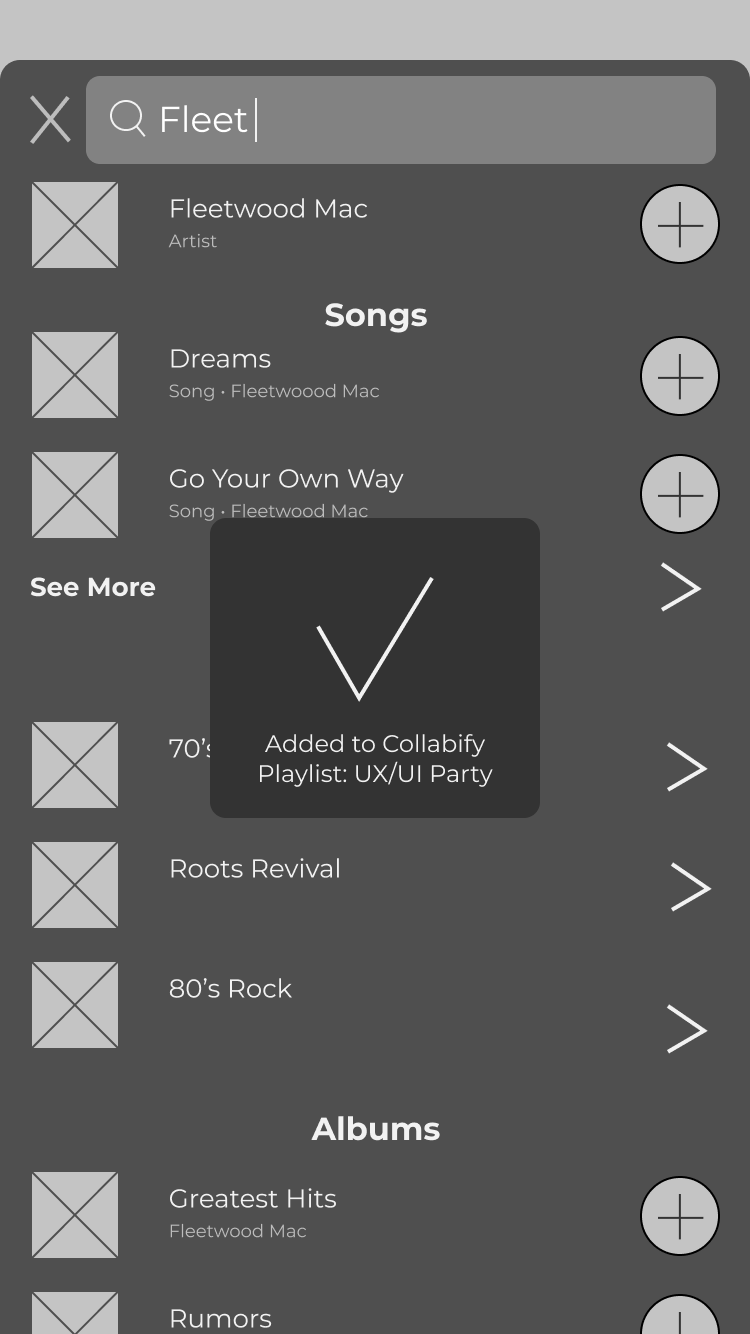 Fleet
Fleetwood Mac
Artist
Songs
Dreams
Song • Fleetwoood Mac
Go Your Own Way
Song • Fleetwood Mac
See More
70’s
Added to Collabify
Playlist: UX/UI Party
Roots Revival
80’s Rock
Albums
Greatest Hits
Fleetwood Mac
Rumors